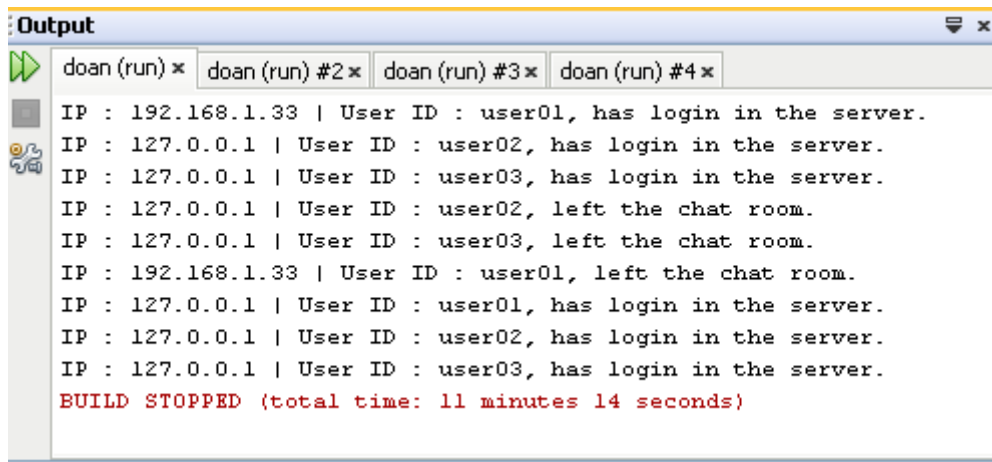 Output
doan (run) x doan (run) #2 x doan (run) #3 x doan (run) #4 x
IP : 192.168.1.33 | User ID : user01, has login in the server.
IP : 127.0.0.1 | User ID : user02, has login in the server.
IP : 127.0.0.1 | User ID : user03, has login in the server.
IP : 127.0.0.1 | User ID : user02, left the chat room.
IP : 127.0.0.1 | User ID : user03, left the chat room.
IP : 192.168.1.33 | User ID : user01, left the chat room.
IP : 127.0.0.1 | User ID : user01, has login in the server.
IP : 127.0.0.1 | User ID : user02, has login in the server.
IP : 127.0.0.1 | User ID : user03, has login in the server.
BUILD STOPPED (total time: 11 minutes 14 seconds)